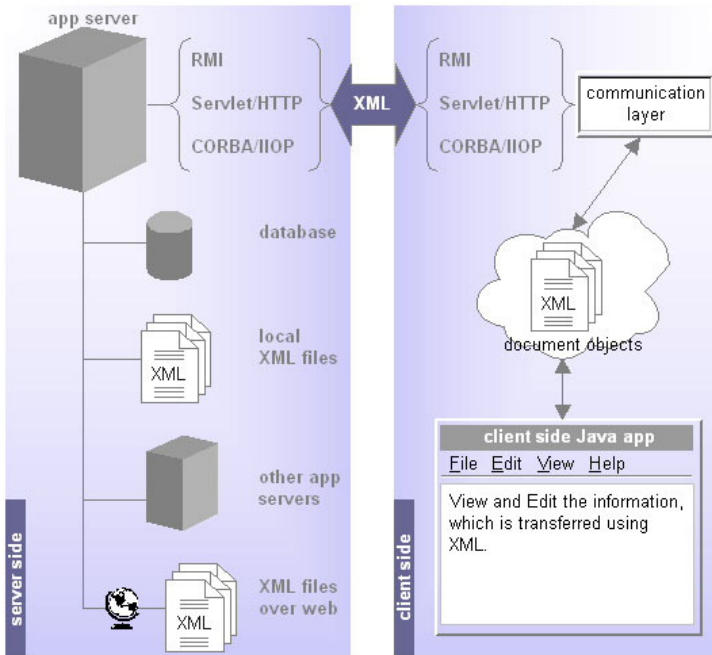 app server
RMI
Servlet/HTTP
CORBA/IIOP
XML
RMI
Servlet/HTTP
CORBA/IIOP
communication
layer
database
local
XML files
XML
other app
servers
XML files
over web
XML
server side
XML
document objects
client side Java app
File Edit View Help
View and Edit the information,
which is transferred using
XML.
client side